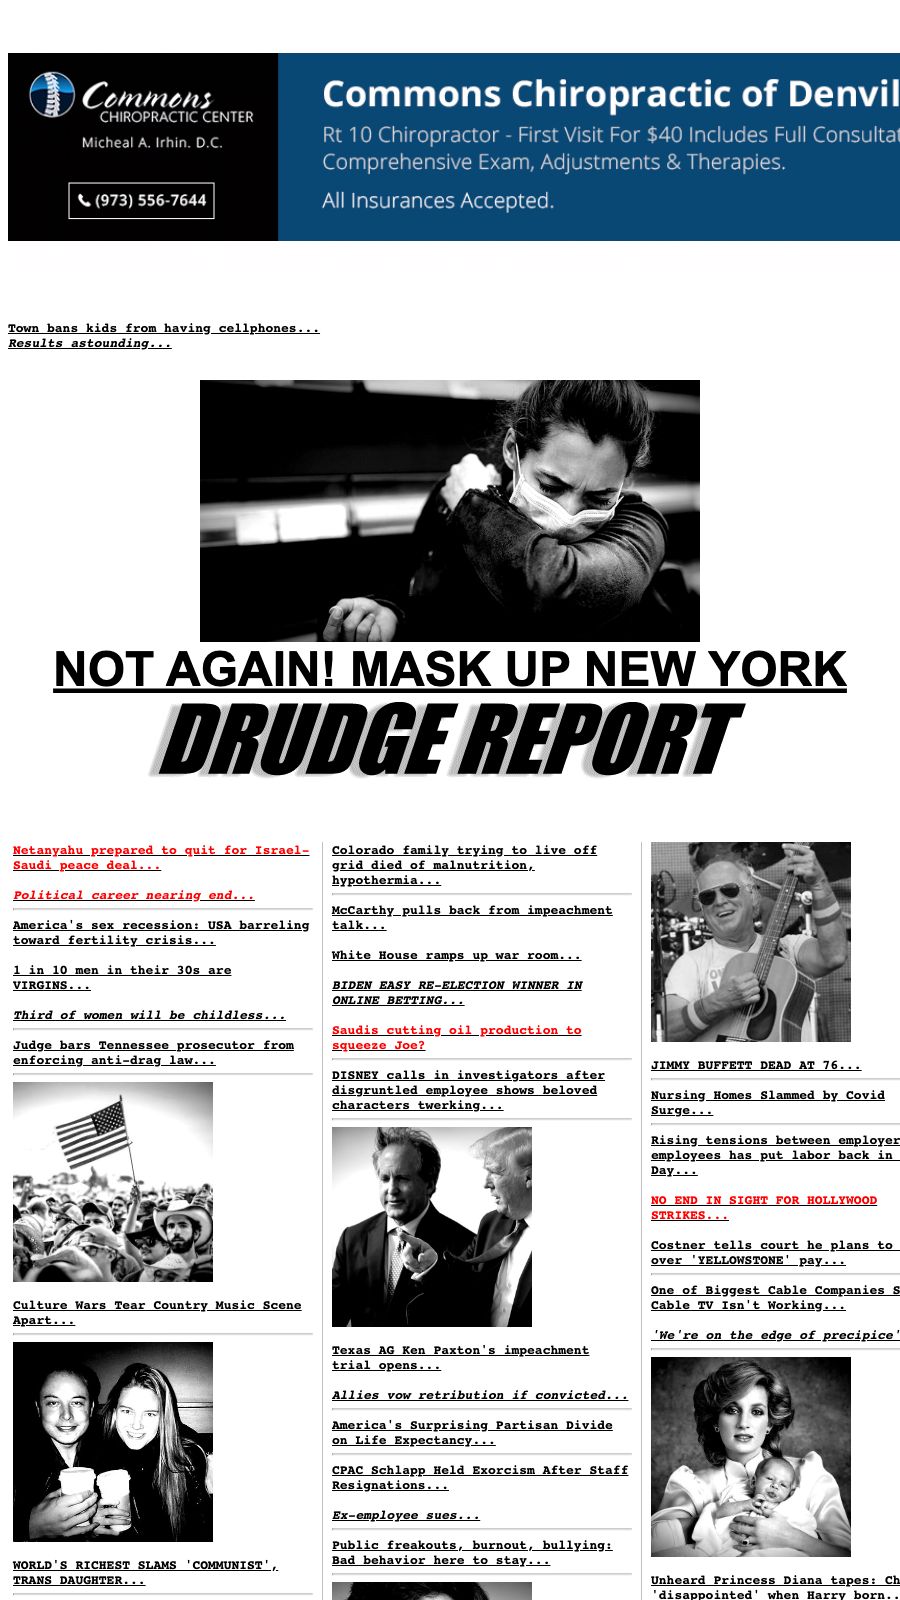 Commons
CHIROPRACTIC CENTER
Micheal A. Irhin. D.C.
(973) 556-7644
Commons Chiropractic of Denvil
Rt 10 Chiropractor - First Visit For $40 Includes Full Consultat
Comprehensive Exam, Adjustments & Therapies.
All Insurances Accepted.
Town bans kids from having cellphones...
Results astounding...
NOT AGAIN! MASK UP NEW YORK
DRUDGE REPORT
Netanyahu prepared to quit for Israel-
Saudi peace deal...
Political career nearing end...
America's sex recession: USA barreling
toward fertility crisis...
1 in 10 men in their 30s are
VIRGINS...
Third of women will be childless...
Judge bars Tennessee prosecutor from
enforcing anti-drag law...
Culture Wars Tear Country Music Scene
Apart...
WORLD'S RICHEST SLAMS 'COMMUNIST',
TRANS DAUGHTER...
Colorado family trying to live off
grid died of malnutrition,
hypothermia...
McCarthy pulls back from impeachment
talk...
White House ramps up war room...
BIDEN EASY RE-ELECTION WINNER IN
ONLINE BETTING...
Saudis cutting oil production to
squeeze Joe?
DISNEY calls in investigators after
disgruntled employee shows beloved
characters twerking...
Texas AG Ken Paxton's impeachment
trial opens...
Allies vow retribution if convicted...
America's Surprising Partisan Divide
on Life Expectancy...
CPAC Schlapp Held Exorcism After Staff
Resignations...
Ex-employee sues...
Public freakouts, burnout, bullying:
Bad behavior here to stay...
JIMMY BUFFETT DEAD AT 76...
Nursing Homes Slammed by Covid
Surge...
Rising tensions between employer
employees has put labor back in
Day...
NO END IN SIGHT FOR HOLLYWOOD
STRIKES...
Costner tells court he plans to
over 'YELLOWSTONE' pay...
One of Biggest Cable Companies S
Cable TV Isn't Working...
'We're on the edge of precipice'
Unheard Princess Diana tapes: Ch
'disappointed' when Harry born..